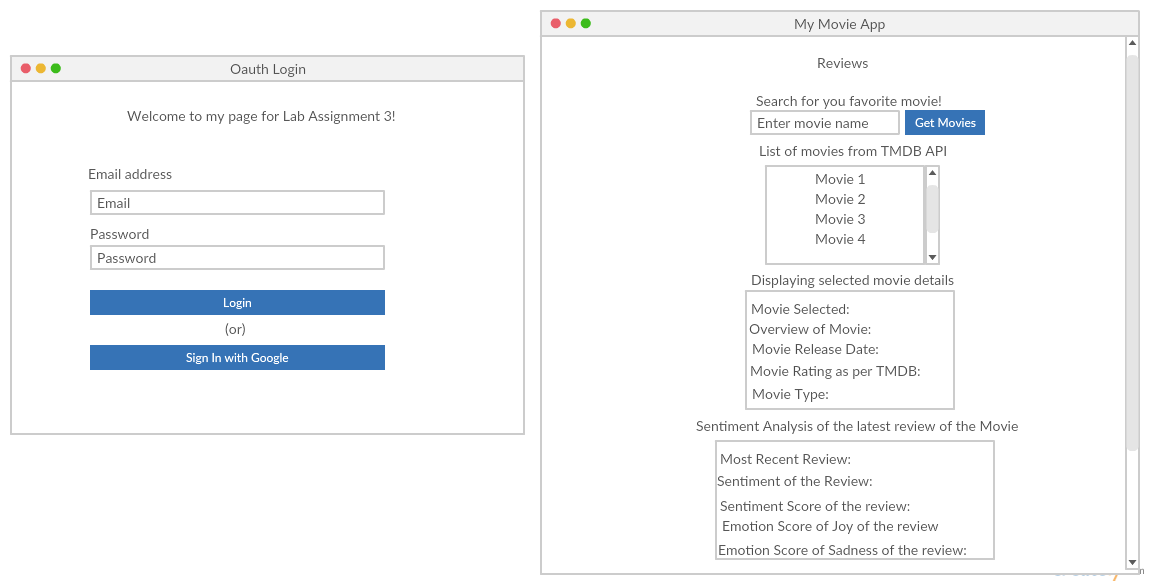 Oauth Login
Welcome to my page for Lab Assignment 3!
Email address
Email
Password
Password
Login
(or)
Sign In with Google
My Movie App
Reviews
Search for you favorite movie!
Enter movie name
Get Movies
List of movies from TMDB API
Movie 1
Movie 2
Movie 3
Movie 4
Displaying selected movie details
Movie Selected:
Overview of Movie:
Movie Release Date:
Movie Rating as per TMDB:
Movie Type:
Sentiment Analysis of the latest review of the Movie
Most Recent Review:
Sentiment of the Review:
Sentiment Score of the review:
Emotion Score of Joy of the review
Emotion Score of Sadness of the review: